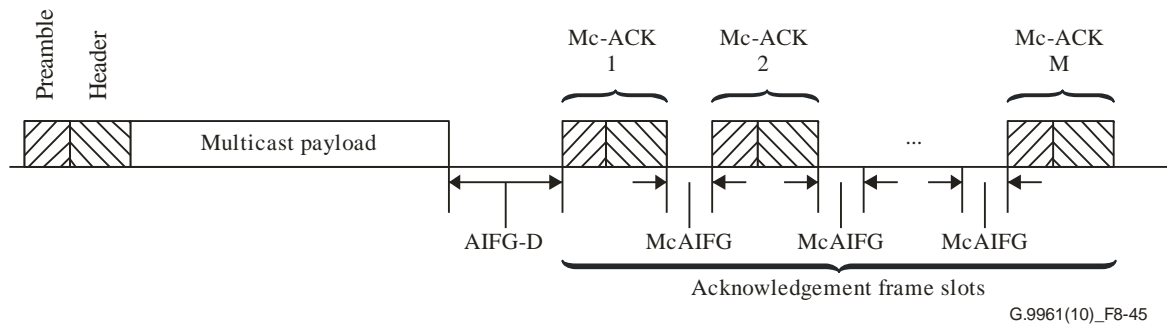 Preamble
Header
Mc-ACK
1
Mc-ACK
2
Mc-ACK
M
Multicast payload
...
AIFG-D
McAIFG
McAIFG
McAIFG
Acknowledgement frame slots
G.9961(10)_F8-45